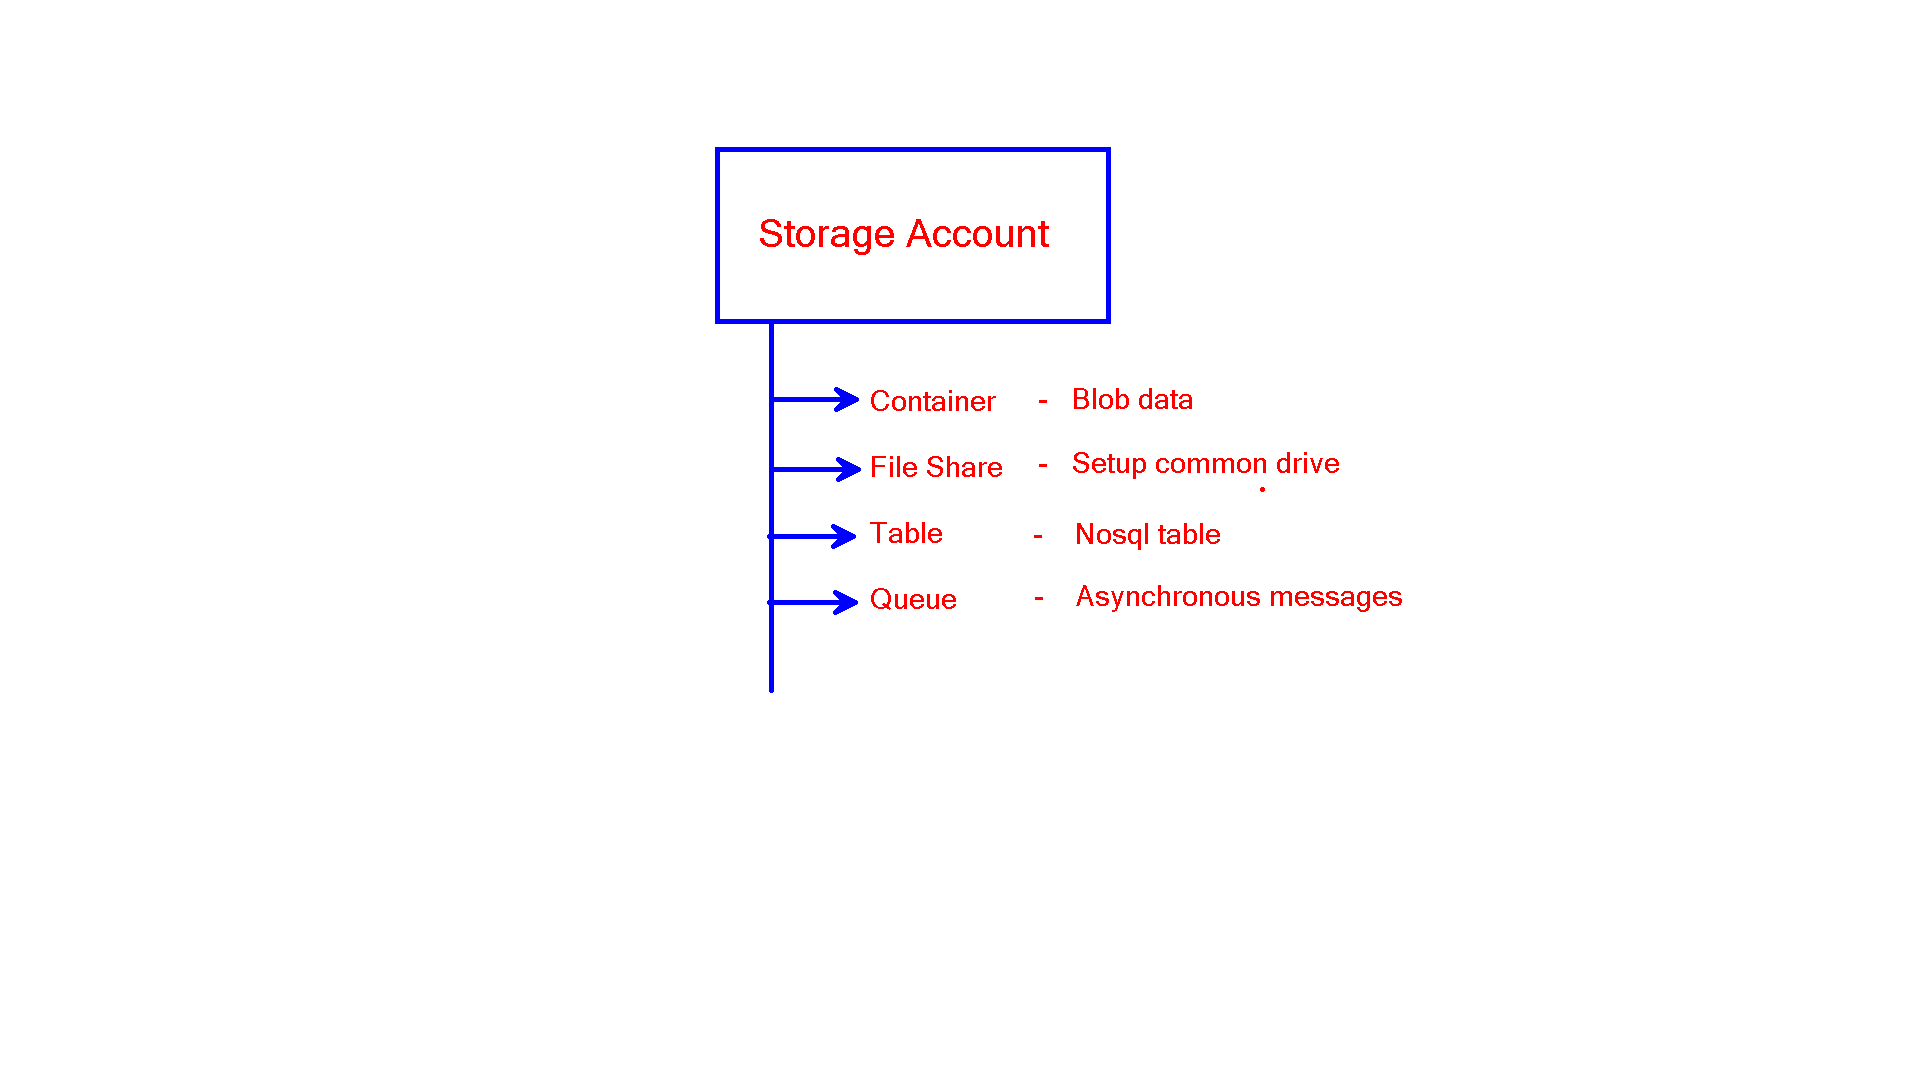 Storage Account
Container - Blob data
File Share - Setup common drive
Table - Nosql table
Queue - Asynchronous messages